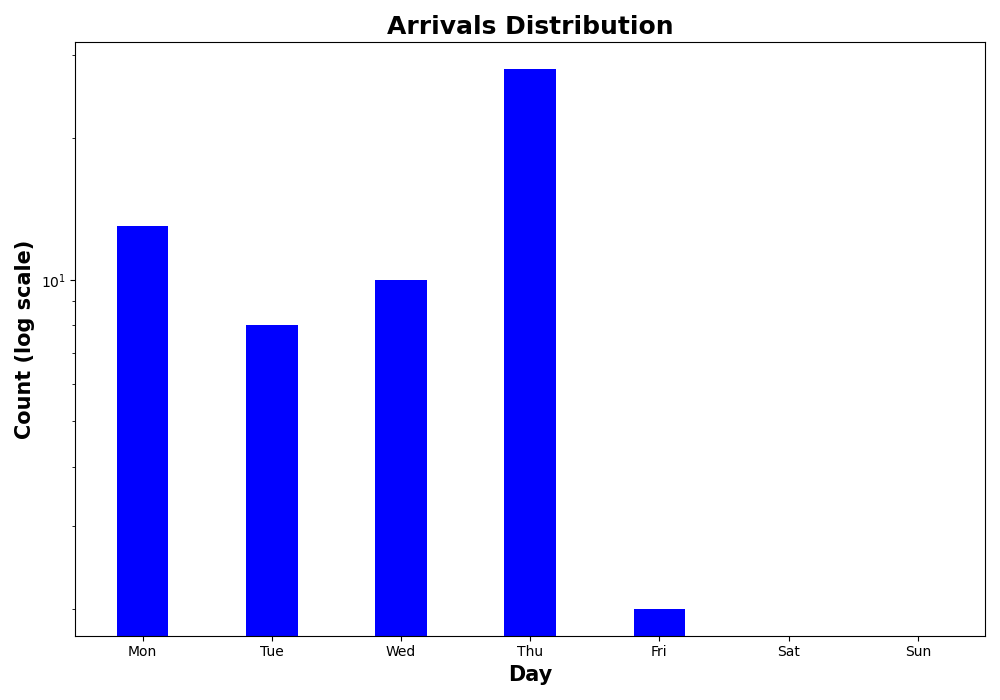 Arrivals Distribution
Count (log scale)
10¹
Mon Tue Wed Thu Fri Sat Sun
Day